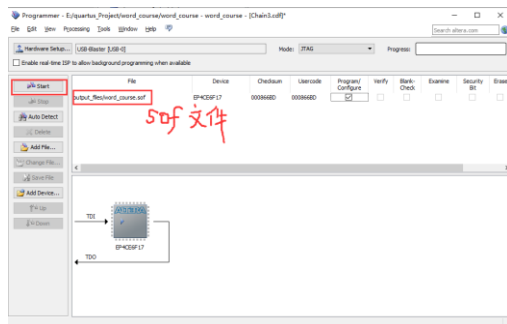 Programmer - E:/quartus_Project/word_course/word_course - word_course - [Chain3.cdf]*
File Edit View Processing Tools Window Help
Search altera.com
Hardware Setup... USB-Blaster [USB-0] Mode: JTAG Progress:
Enable real-time ISP to allow background programming when available
Start
Stop
Auto Detect
Delete
Add File...
Change File...
Save File
Add Device...
Up
Down
File Device Checksum Usercode Program/ Configure Verify Blank- Check Examine Security Bit Erase
output_files/word_course.sof EP4CE6F17 000866BD 000866BD
sof 文件
TDI
EP4CE6F17
TDO